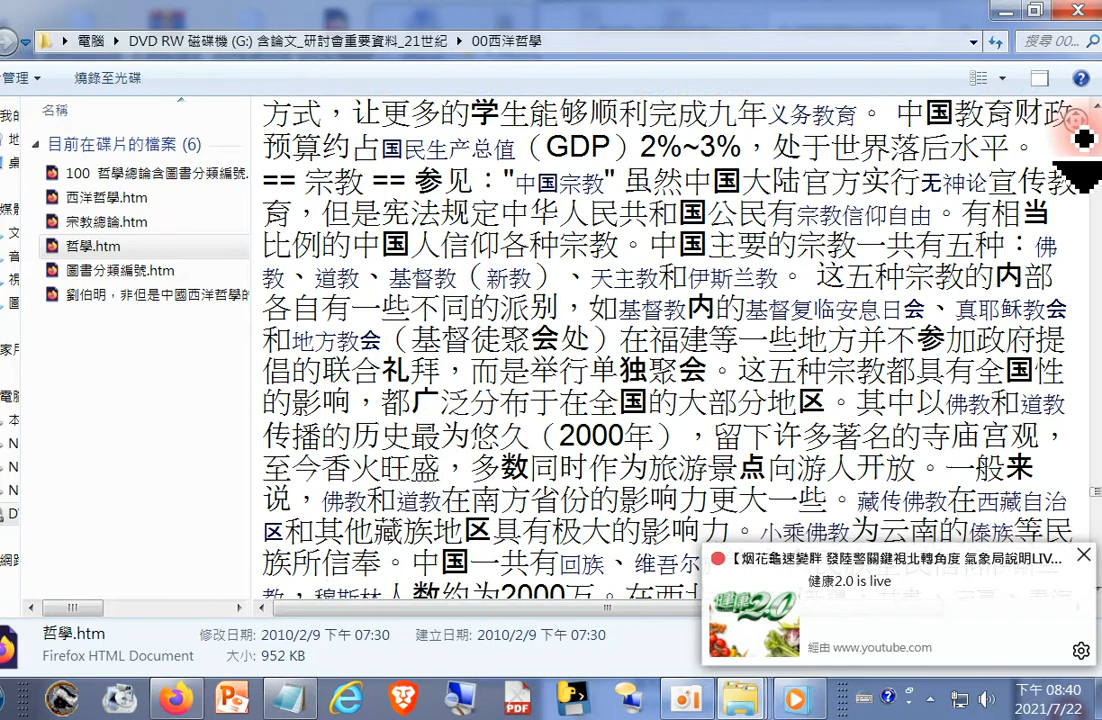 電腦 ▸ DVD RW 磁碟機 (G:) 含論文_研討會重要資料_21世紀 ▸ 00西洋哲學
搜尋 00...
管理
燒錄至光碟
名稱
目前在碟片的檔案 (6)
100 哲學總論含圖書分類編號.
西洋哲學.htm
宗教總論.htm
哲學.htm
圖書分類編號.htm
劉伯明，非但是中國西洋哲學的
方式，让更多的学生能够顺利完成九年义务教育。 中国教育财政
预算约占国民生产总值（GDP）2%~3%，处于世界落后水平。
== 宗教 == 参见："中国宗教" 虽然中国大陆官方实行无神论宣传教
育，但是宪法规定中华人民共和国公民有宗教信仰自由。有相当
比例的中国人信仰各种宗教。中国主要的宗教一共有五种：佛
教、道教、基督教（新教）、天主教和伊斯兰教。 这五种宗教的内部
各自有一些不同的派别，如基督教内的基督复临安息日会、真耶稣教会
和地方教会（基督徒聚会处）在福建等一些地方并不参加政府提
倡的联合礼拜，而是举行单独聚会。这五种宗教都具有全国性
的影响，都广泛分布于在全国的大部分地区。其中以佛教和道教
传播的历史最为悠久（2000年），留下许多著名的寺庙宫观，
至今香火旺盛，多数同时作为旅游景点向游人开放。一般来
说，佛教和道教在南方省份的影响力更大一些。藏传佛教在西藏自治
区和其他藏族地区具有极大的影响力。小乘佛教为云南的傣族等民
族所信奉。中国一共有回族、维吾尔
教，穆斯林人数约为2000万。在西
【烟花龜速變胖 發陸警關鍵視北轉角度 氣象局說明LIV...
健康2.0 is live
健康2.0
經由 www.youtube.com
哲學.htm
修改日期: 2010/2/9 下午 07:30
建立日期: 2010/2/9 下午 07:30
Firefox HTML Document
大小: 952 KB
PDF
下午 08:40
2021/7/22